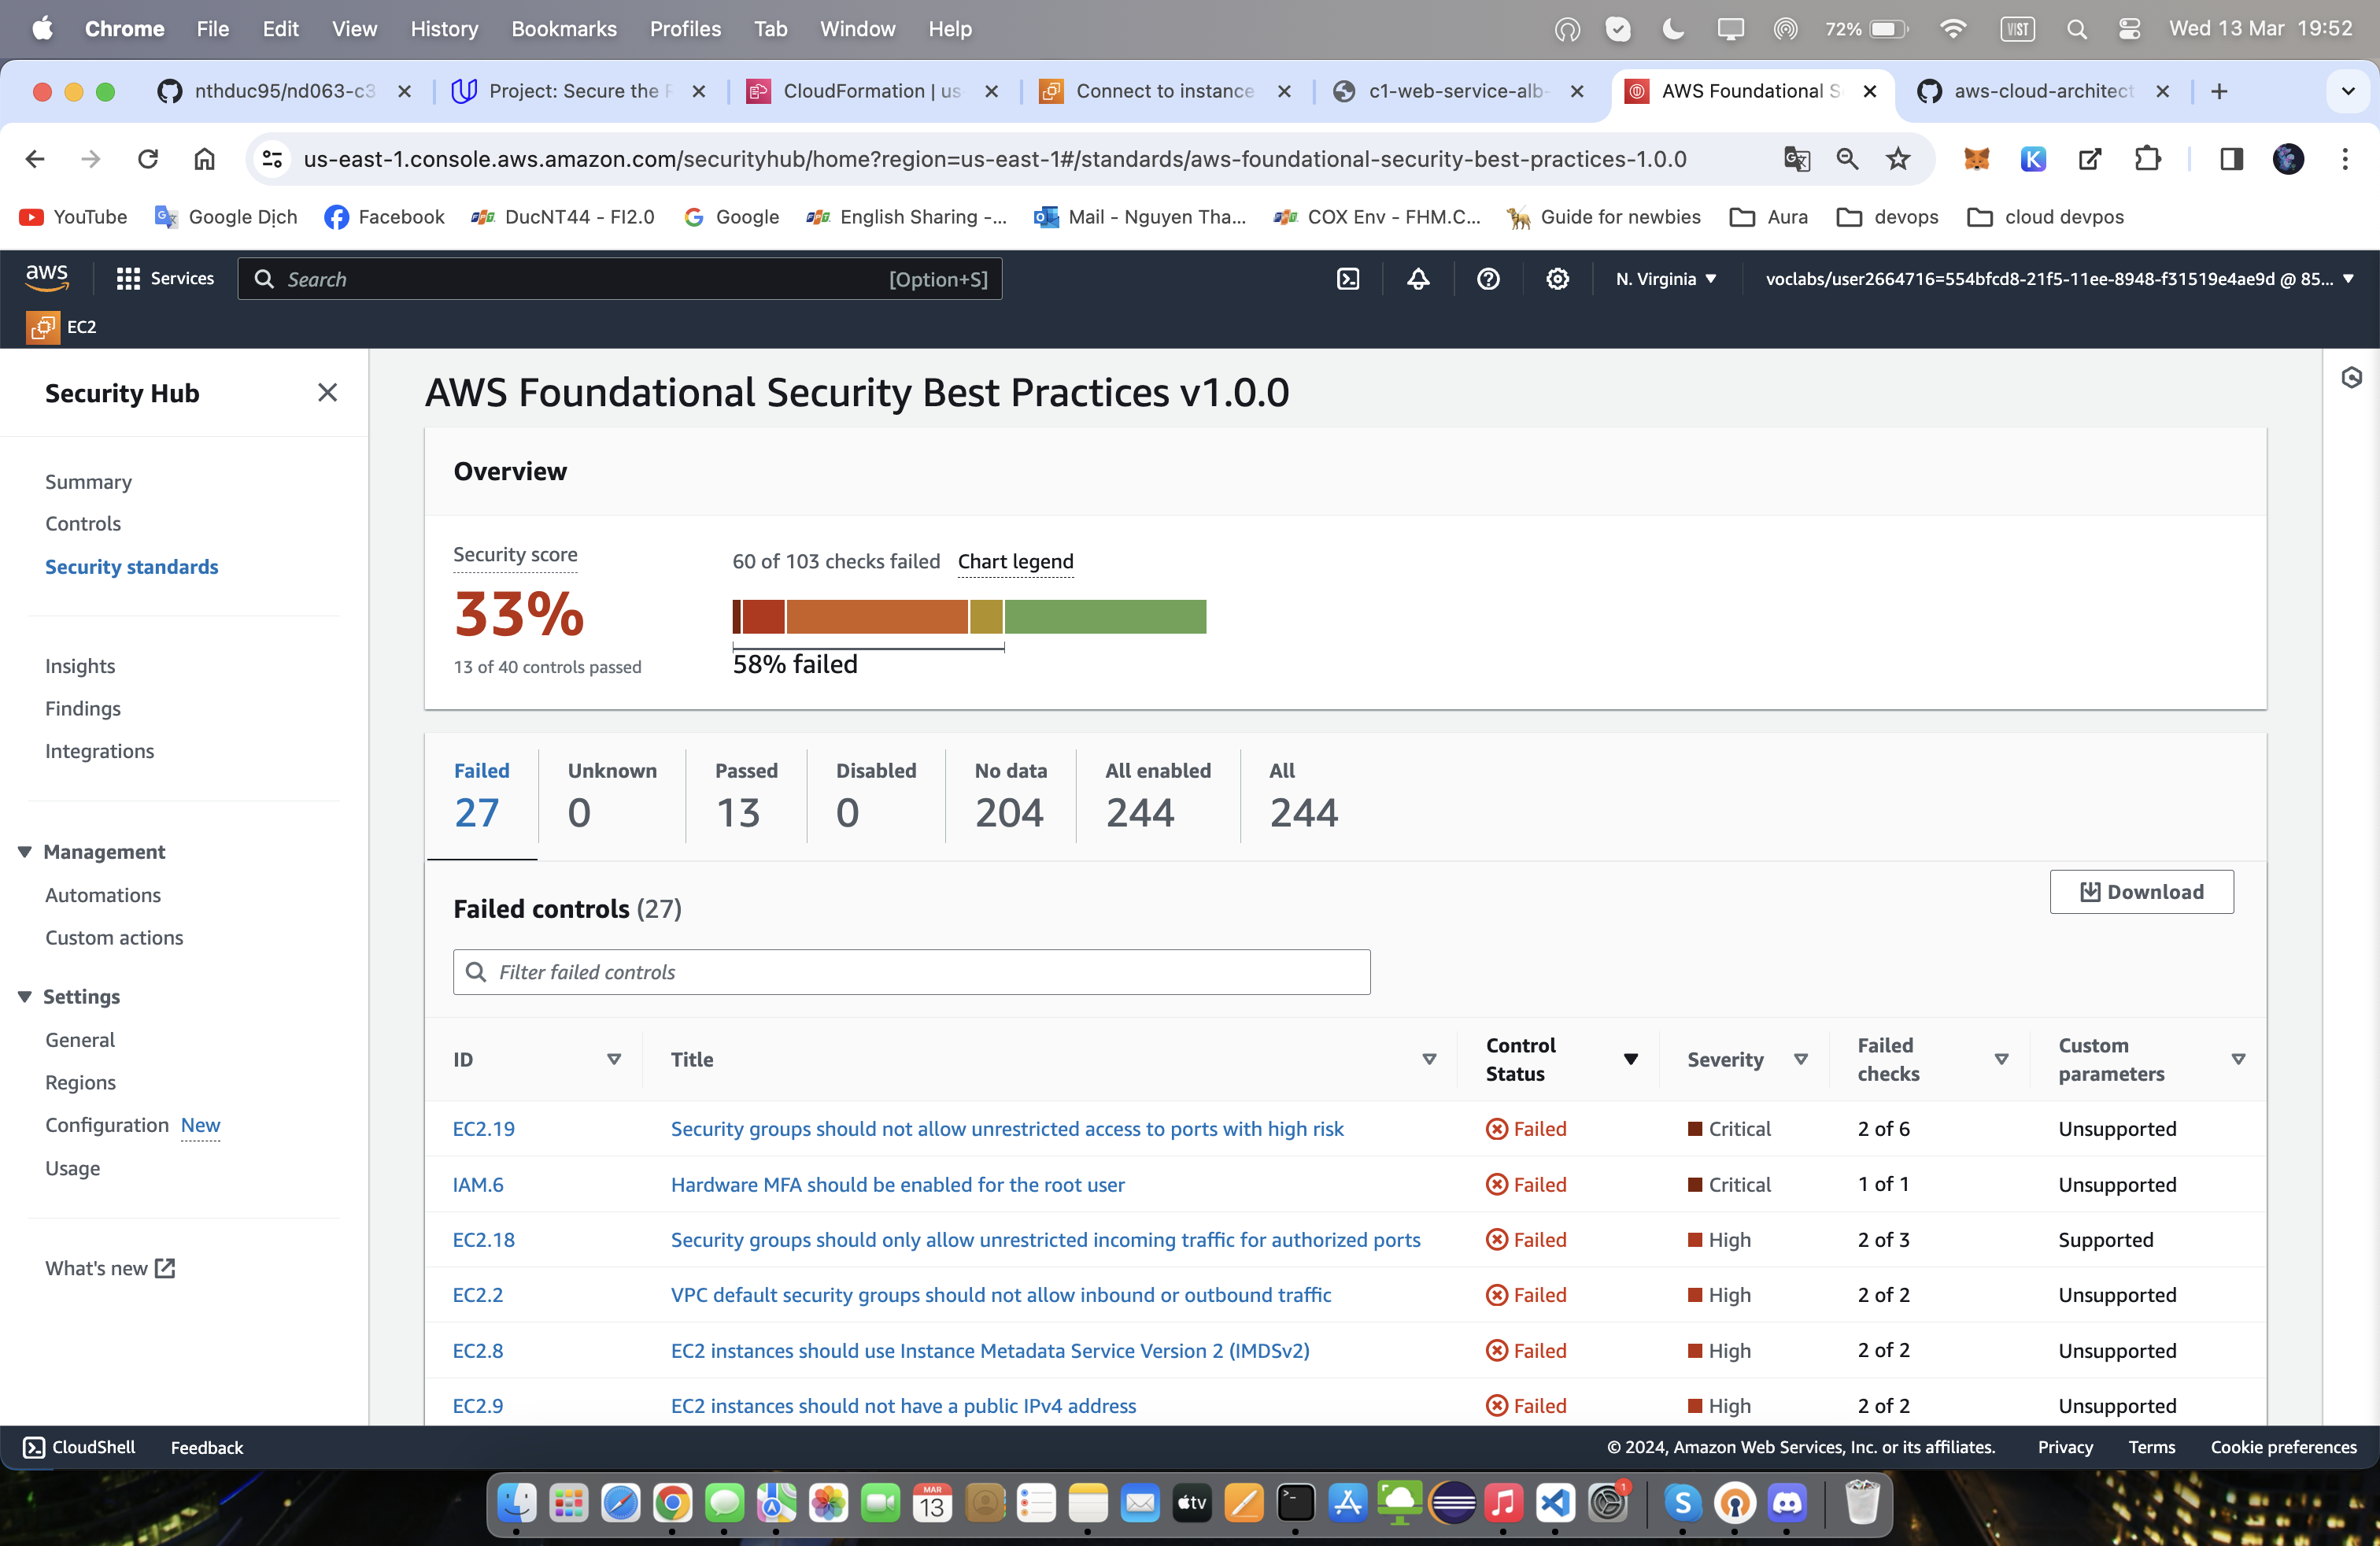 Chrome File Edit View History Bookmarks Profiles Tab Window Help 72% VIST Wed 13 Mar 19:52
nthduc95/nd063-c3 Project: Secure the CloudFormation | us Connect to instance c1-web-service-alb- AWS Foundational S aws-cloud-architect
us-east-1.console.aws.amazon.com/securityhub/home?region=us-east-1#/standards/aws-foundational-security-best-practices-1.0.0
YouTube Google Dịch Facebook DucNT44 - FI2.0 Google English Sharing -... Mail - Nguyen Tha... COX Env - FHM.C... Guide for newbies Aura devops cloud devpos
aws Services Search [Option+S] N. Virginia voclabs/user2664716=554bfcd8-21f5-11ee-8948-f31519e4ae9d @ 85...
EC2
Security Hub
Summary
Controls
Security standards
Insights
Findings
Integrations
Management
Automations
Custom actions
Settings
General
Regions
Configuration New
Usage
What's new
AWS Foundational Security Best Practices v1.0.0
Overview
Security score
33%
13 of 40 controls passed
60 of 103 checks failed Chart legend
58% failed
Failed Unknown Passed Disabled No data All enabled All
27 0 13 0 204 244 244
Failed controls (27)
Download
Filter failed controls
ID Title Control Status Severity Failed checks Custom parameters
EC2.19 Security groups should not allow unrestricted access to ports with high risk Failed Critical 2 of 6 Unsupported
IAM.6 Hardware MFA should be enabled for the root user Failed Critical 1 of 1 Unsupported
EC2.18 Security groups should only allow unrestricted incoming traffic for authorized ports Failed High 2 of 3 Supported
EC2.2 VPC default security groups should not allow inbound or outbound traffic Failed High 2 of 2 Unsupported
EC2.8 EC2 instances should use Instance Metadata Service Version 2 (IMDSv2) Failed High 2 of 2 Unsupported
EC2.9 EC2 instances should not have a public IPv4 address Failed High 2 of 2 Unsupported
CloudShell Feedback © 2024, Amazon Web Services, Inc. or its affiliates. Privacy Terms Cookie preferences
MAR
13
tv
1